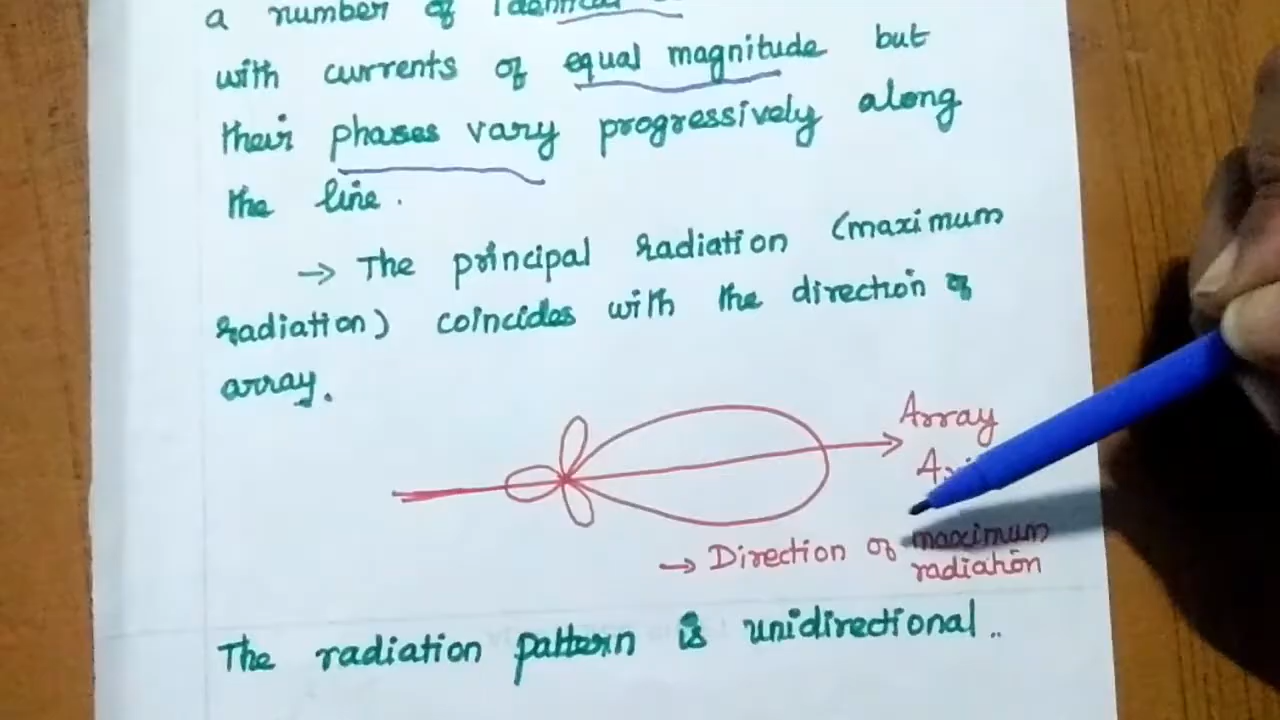 a number of identical
with currents of equal magnitude but
their phases vary progressively along
the line.
→ The principal radiation (maximum
radiation) coincides with the direction of
array.
Array
→ Direction of maximum
radiation
The radiation pattern is unidirectional..